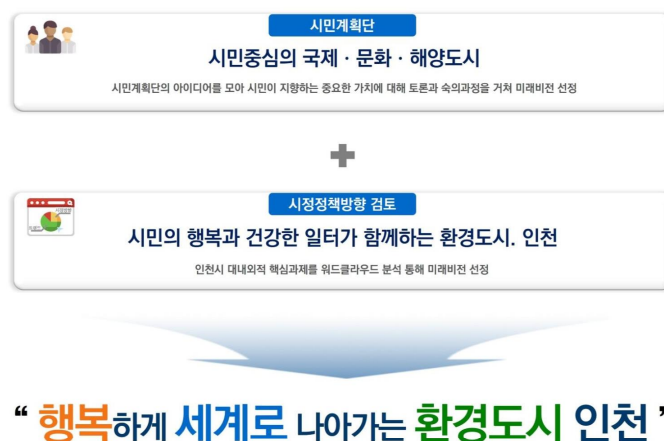 시민계획단
시민중심의 국제 · 문화 · 해양도시
시민계획단의 아이디어를 모아 시민이 지향하는 중요한 가치에 대해 토론과 숙의과정을 거쳐 미래비전 선정
시정정책방향 검토
시민의 행복과 건강한 일터가 함께하는 환경도시. 인천
인천시 대내외적 핵심과제를 워드클라우드 분석 통해 미래비전 선정
“ 행복하게 세계로 나아가는 환경도시 인천 ”